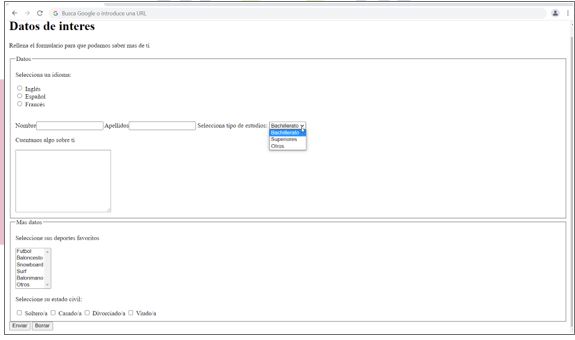 Busca Google o introduce una URL
Datos de interes
Rellena el formulario para que podamos saber mas de ti
Datos
Selecciona un idioma:
Inglés
Español
Francés
Nombre Apellidos Selecciona tipo de estudios: Bachillerato
Bachillerato
Superiores
Otros
Cuentanos algo sobre ti
Mas datos
Seleccione sus deportes favoritos
Futbol
Baloncesto
Snowboard
Surf
Balonmano
Otros
Seleccione su estado civil:
Soltero/a Casado/a Divorciado/a Viudo/a
Enviar Borrar